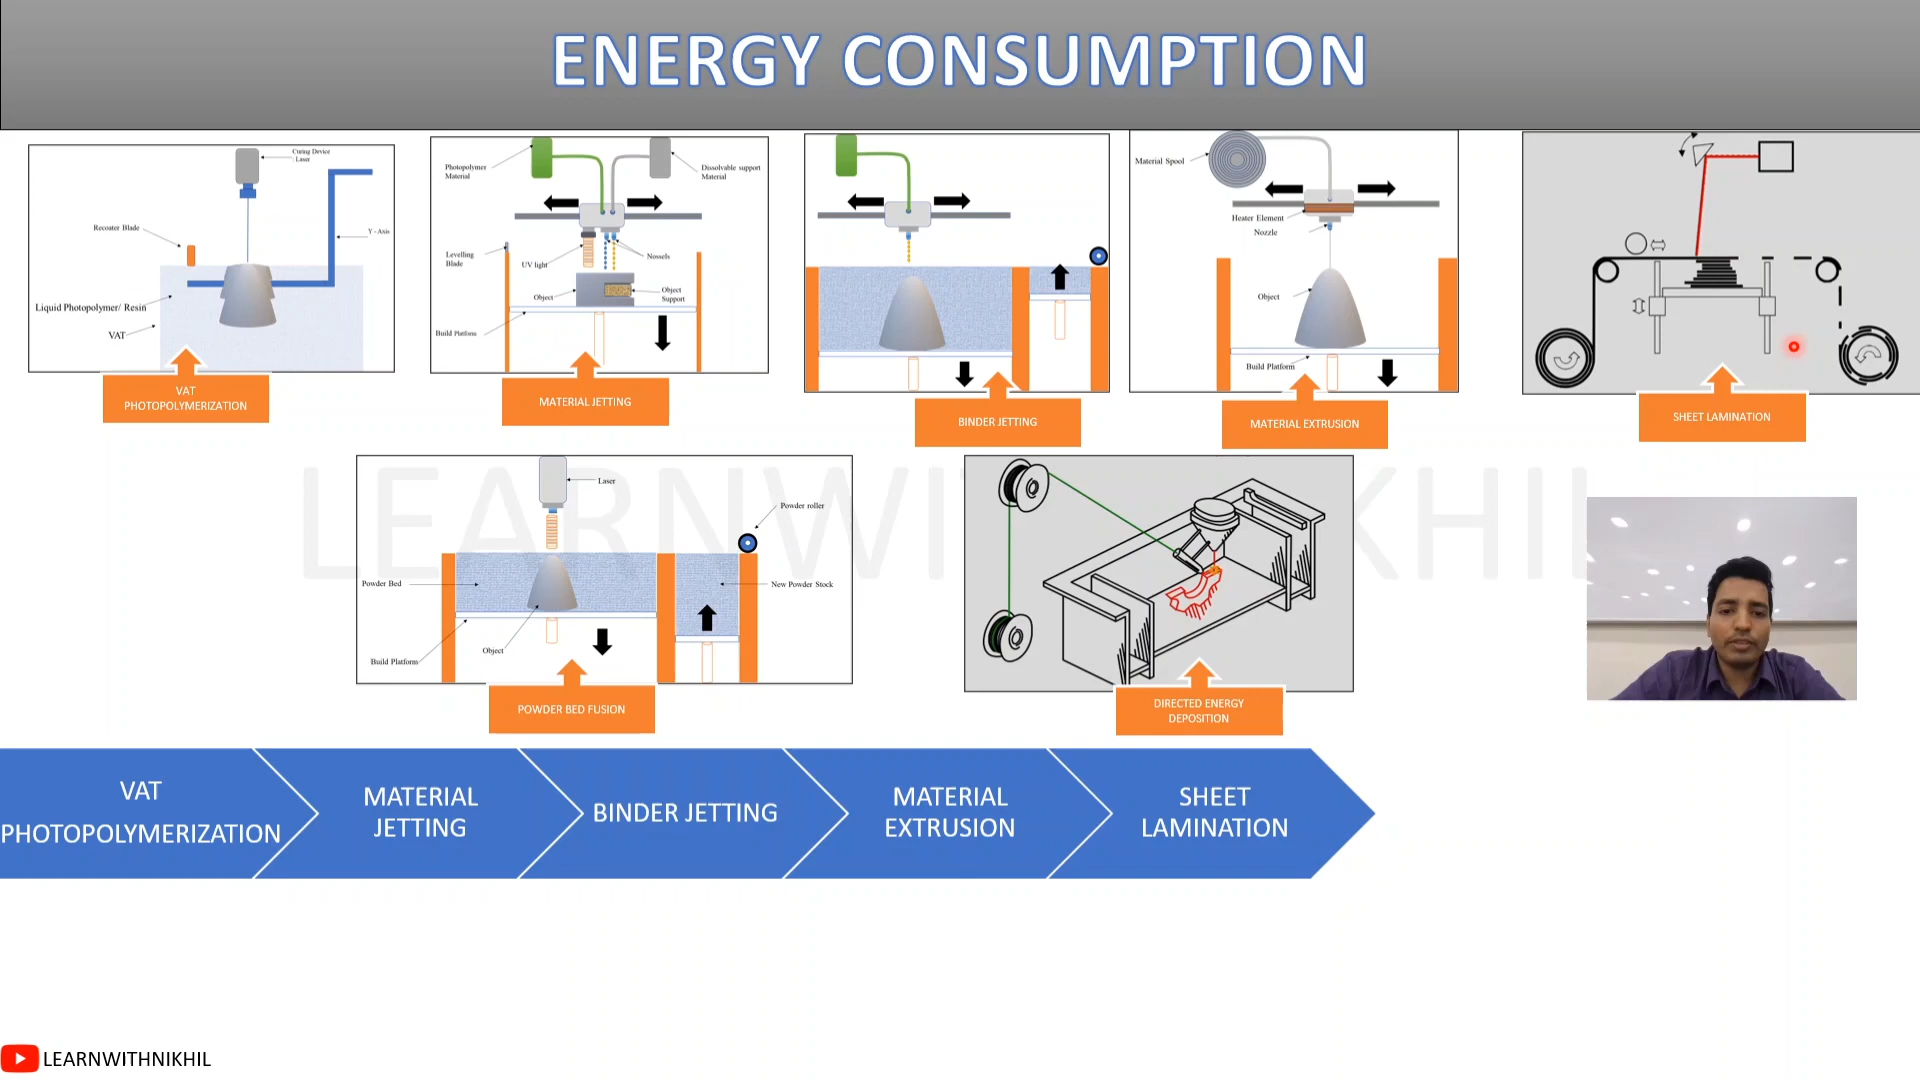 ENERGY CONSUMPTION
Curing Device
Laser
Recoater Blade
Y - Axis
Liquid Photopolymer/ Resin
VAT
VAT
PHOTOPOLYMERIZATION
Photopolymer
Material
Dissolvable support
Material
Levelling
Blade
UV light
Nossels
Object
Object
Support
Build Platform
MATERIAL JETTING
BINDER JETTING
Material Spool
Heater Element
Nozzle
Object
Build Platform
MATERIAL EXTRUSION
SHEET LAMINATION
LEARNWITHNIKHIL
Laser
Powder roller
Powder Bed
New Powder Stock
Object
Build Platform
POWDER BED FUSION
DIRECTED ENERGY
DEPOSITION
VAT
PHOTOPOLYMERIZATION
MATERIAL
JETTING
BINDER JETTING
MATERIAL
EXTRUSION
SHEET
LAMINATION
LEARNWITHNIKHIL